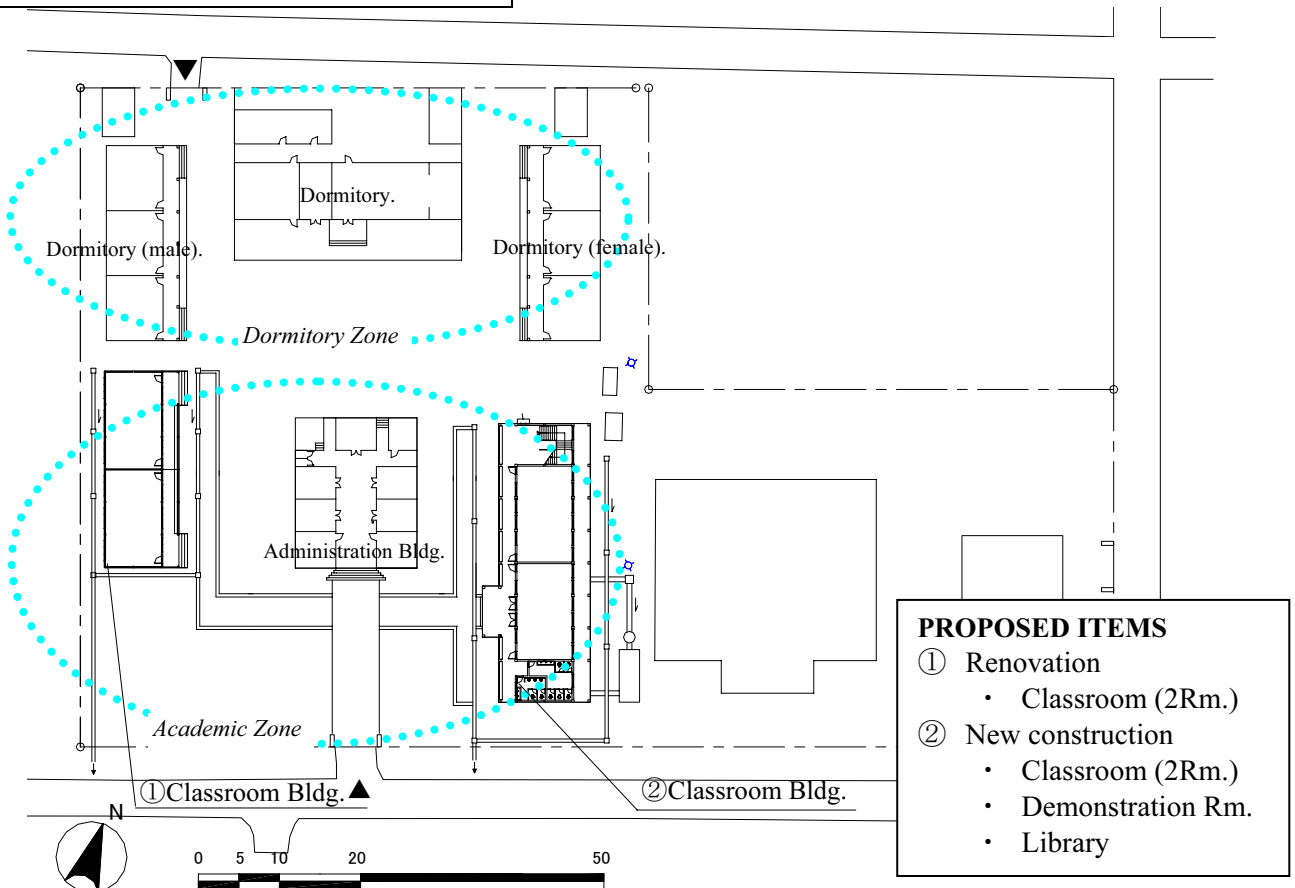 Dormitory.
Dormitory (male).
Dormitory (female).
Dormitory Zone
Administration Bldg.
Academic Zone
①Classroom Bldg.
②Classroom Bldg.
PROPOSED ITEMS
① Renovation
・ Classroom (2Rm.)
② New construction
・ Classroom (2Rm.)
・ Demonstration Rm.
・ Library
N
0 5 10 20 50